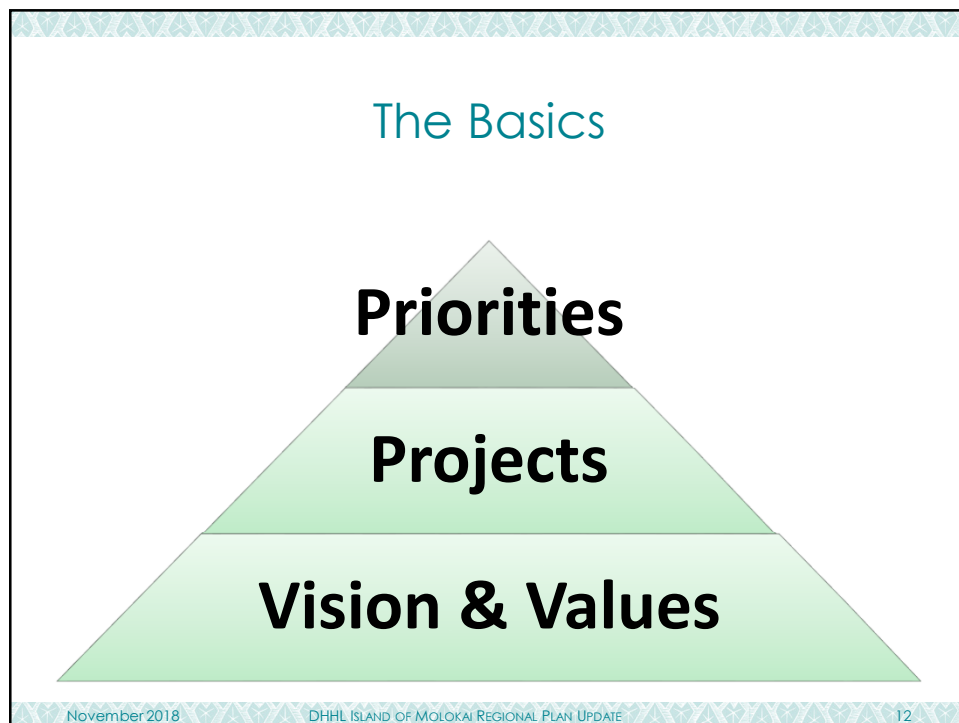 The Basics
Priorities
Projects
Vision & Values
November 2018 DHHL ISLAND OF MOLOKAI REGIONAL PLAN UPDATE 12